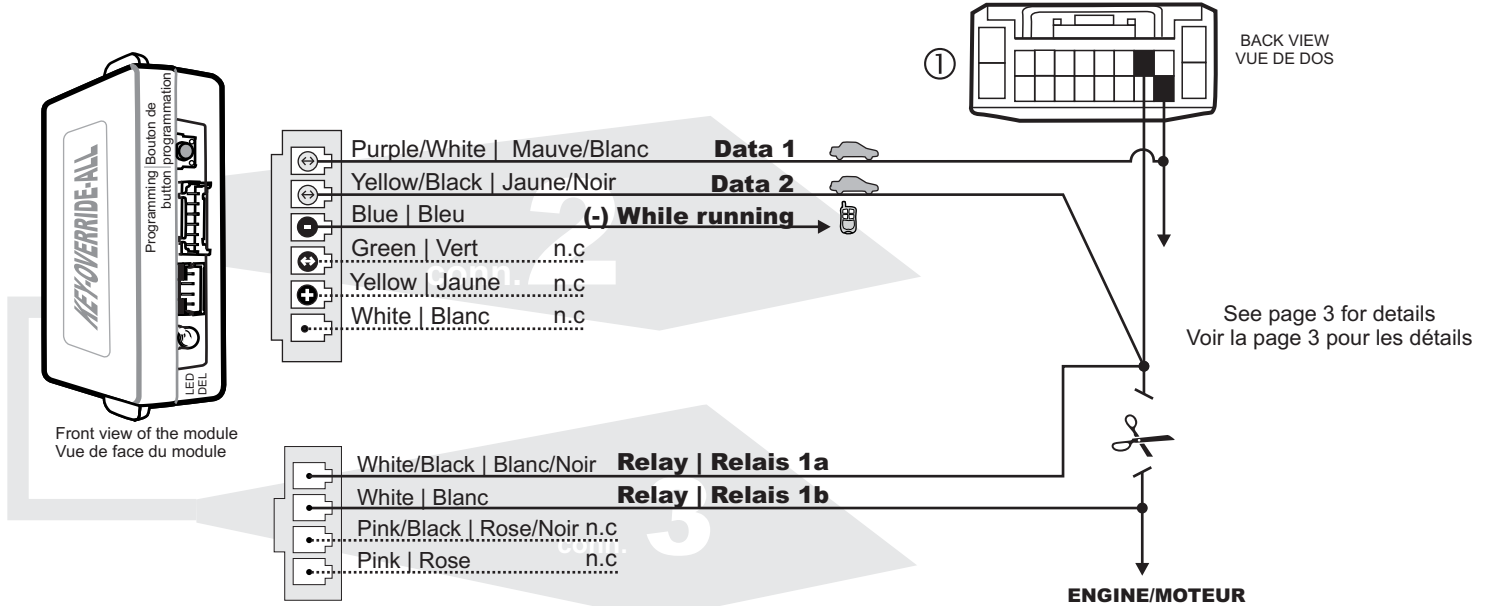 ①
BACK VIEW
VUE DE DOS
KEY-OVERRIDE-ALL
Programming | Bouton de
button | programmation
LED
DEL
Front view of the module
Vue de face du module
conn. 2
Purple/White | Mauve/Blanc Data 1
Yellow/Black | Jaune/Noir Data 2
Blue | Bleu (-) While running
Green | Vert n.c
Yellow | Jaune n.c
White | Blanc n.c
See page 3 for details
Voir la page 3 pour les détails
conn. 3
White/Black | Blanc/Noir Relay | Relais 1a
White | Blanc Relay | Relais 1b
Pink/Black | Rose/Noir n.c
Pink | Rose n.c
ENGINE/MOTEUR